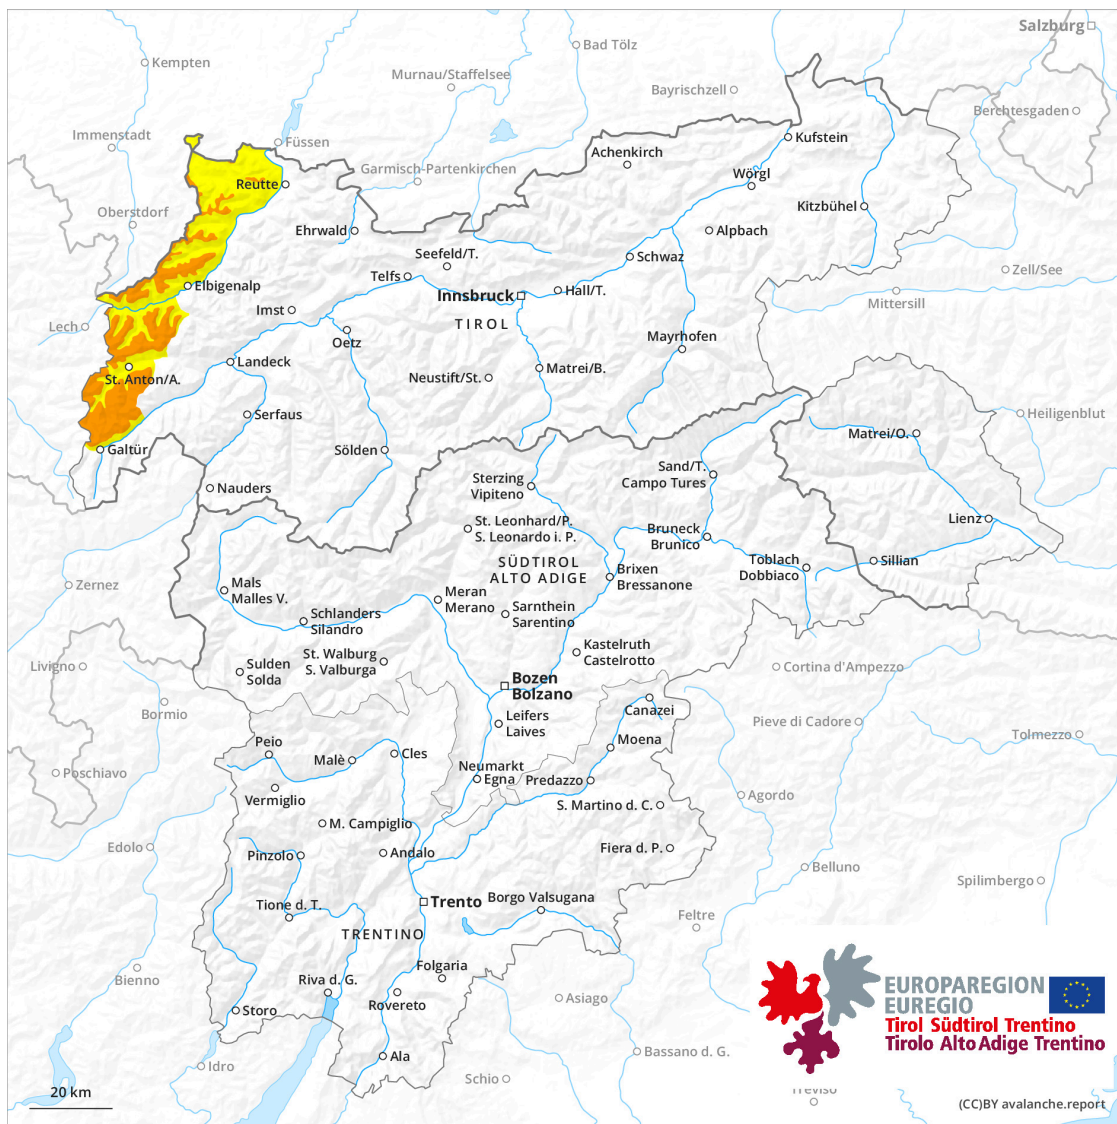 Salzburg
Bad Tölz
Kempten
Murnau/Staffelsee
Bayrischzell
Berchtesgaden
Immenstadt
Füssen
Kufstein
Achenkirch
Garmisch-Partenkirchen
Wörgl
Reutte
Kitzbühel
Oberstdorf
Ehrwald
Alpbach
Seefeld/T.
Schwaz
Telfs
Zell/See
Elbigenalp
Hall/T.
Innsbruck
Mittersill
Imst
TIROL
Lech
Oetz
Mayrhofen
Landeck
Matrei/B.
St. Anton/A.
Neustift/St.
Serfaus
Heiligenblut
Matrei/O.
Galtür
Sölden
Sand/T.
Campo Tures
Sterzing
Vipiteno
Nauders
St. Leonhard/P.
S. Leonardo i. P.
Lienz
Bruneck
Brunico
SÜDTIROL
ALTO ADIGE
Toblach
Dobbiaco
Sillian
Brixen
Bressanone
Zernez
Mals
Malles V.
Meran
Merano
Sarnthein
Sarentino
Schlanders
Silandro
Kastelruth
Castelrotto
St. Walburg
S. Valburga
Livigno
Sulden
Solda
Cortina d'Ampezzo
Bozen
Bolzano
Canazei
Bormio
Leifers
Laives
Pieve di Cadore
Tolmezzo
Moena
Peio
Malè
Cles
Neumarkt
Egna
Predazzo
Poschiavo
Vermiglio
S. Martino d. C.
Agordo
M. Campiglio
Edolo
Pinzolo
Andalo
Fiera d. P.
Belluno
Spilimbergo
Trento
Borgo Valsugana
Tione d. T.
Feltre
TRENTINO
Folgaria
Bienno
Riva d. G.
Rovereto
Asiago
Storo
EUROPAREGION
EUREGIO
Tirol Südtirol Trentino
Tirolo Alto Adige Trentino
Ala
Bassano d. G.
Idro
Schio
Treviso
20 km
(CC)BY avalanche.report